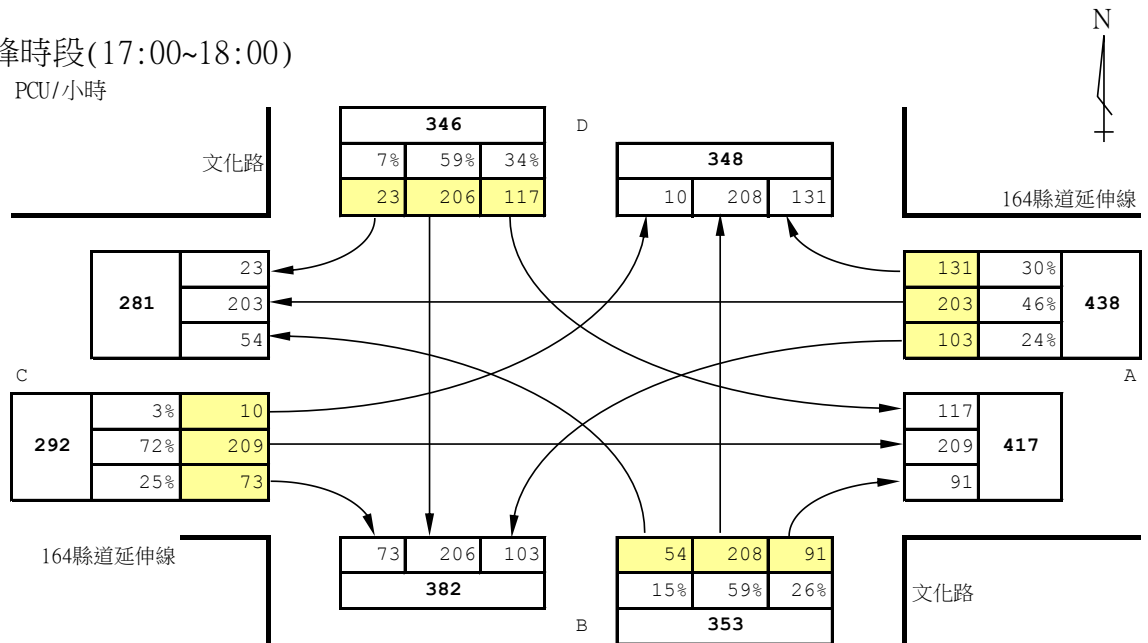 N
峰時段(17:00~18:00)
PCU/小時
346
D
7% 59% 34%
348
文化路
23 206 117
10 208 131
164縣道延伸線
23
131 30%
281 203
203 46% 438
54
103 24%
C
A
3% 10
117
292 72% 209
209 417
25% 73
91
164縣道延伸線
73 206 103
54 208 91
382
15% 59% 26%
文化路
B
353